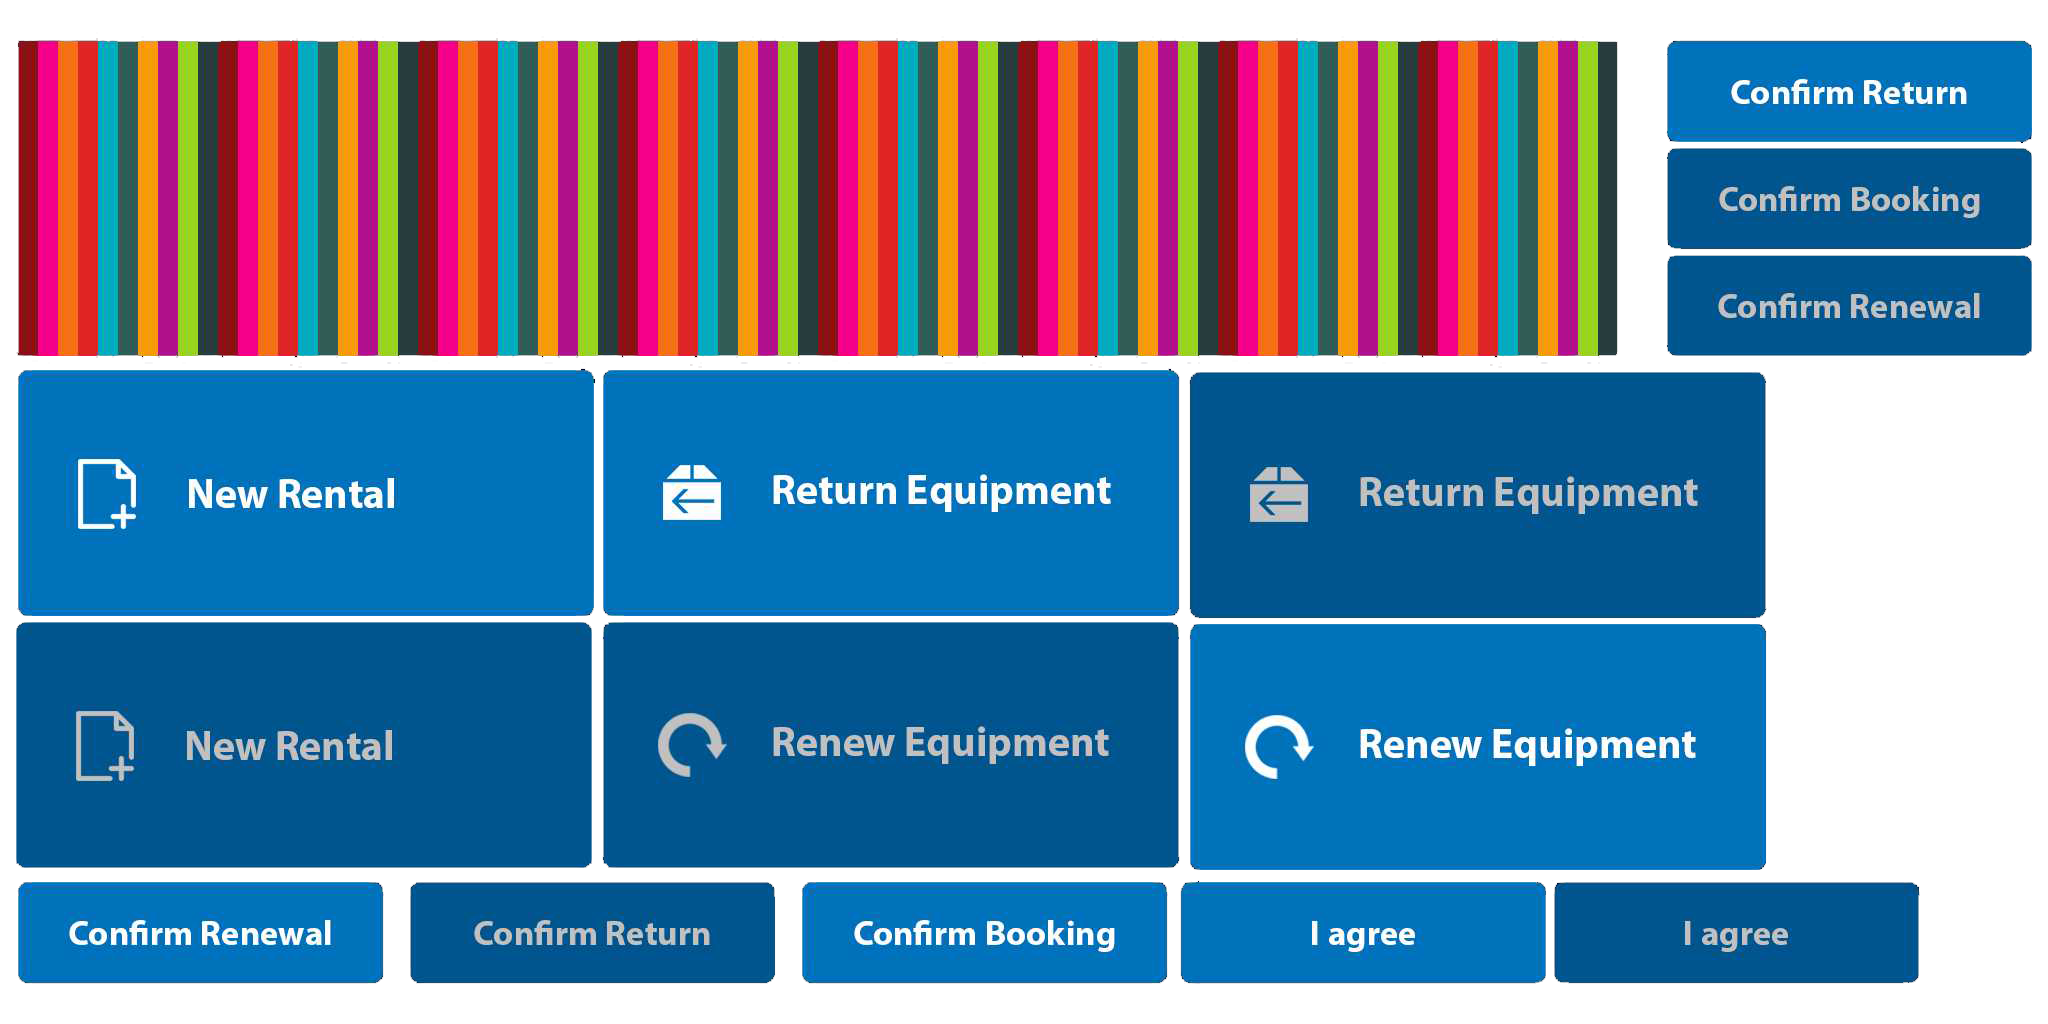 Confirm Return
Confirm Booking
Confirm Renewal
New Rental
Return Equipment
Return Equipment
New Rental
Renew Equipment
Renew Equipment
Confirm Renewal
Confirm Return
Confirm Booking
I agree
I agree